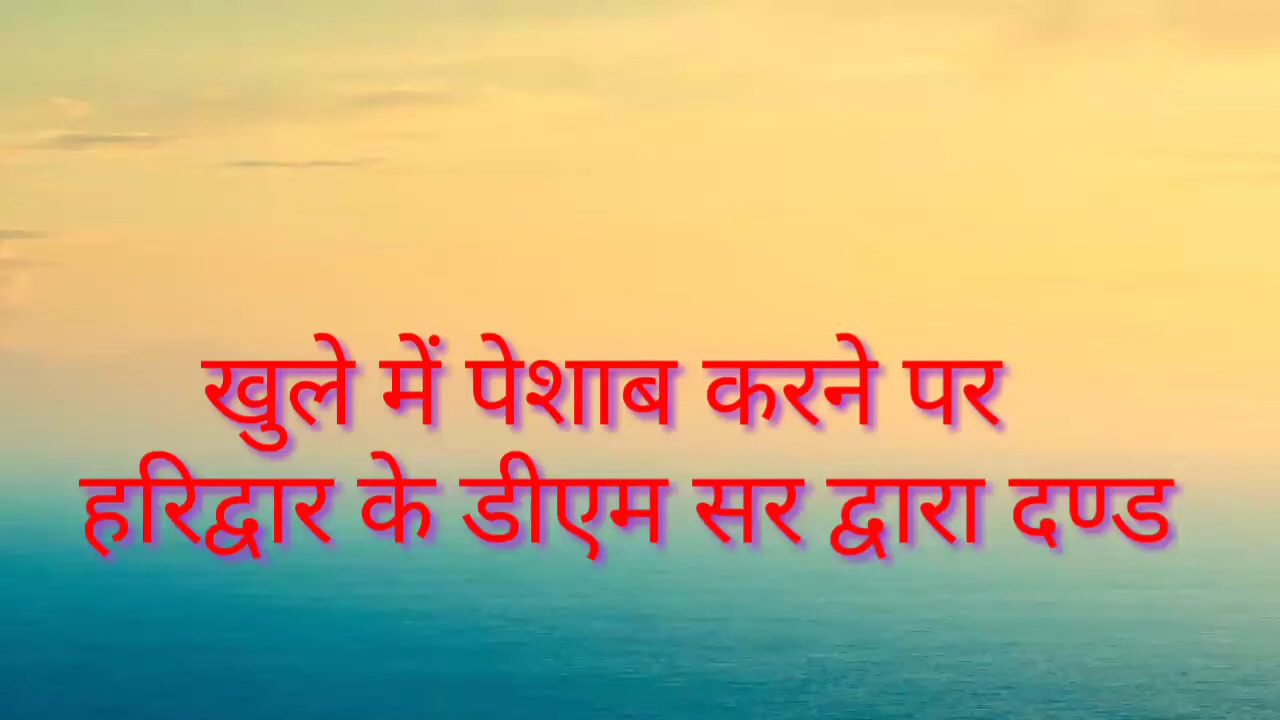 खुले में पेशाब करने पर
हरिद्वार के डीएम सर द्वारा दण्ड